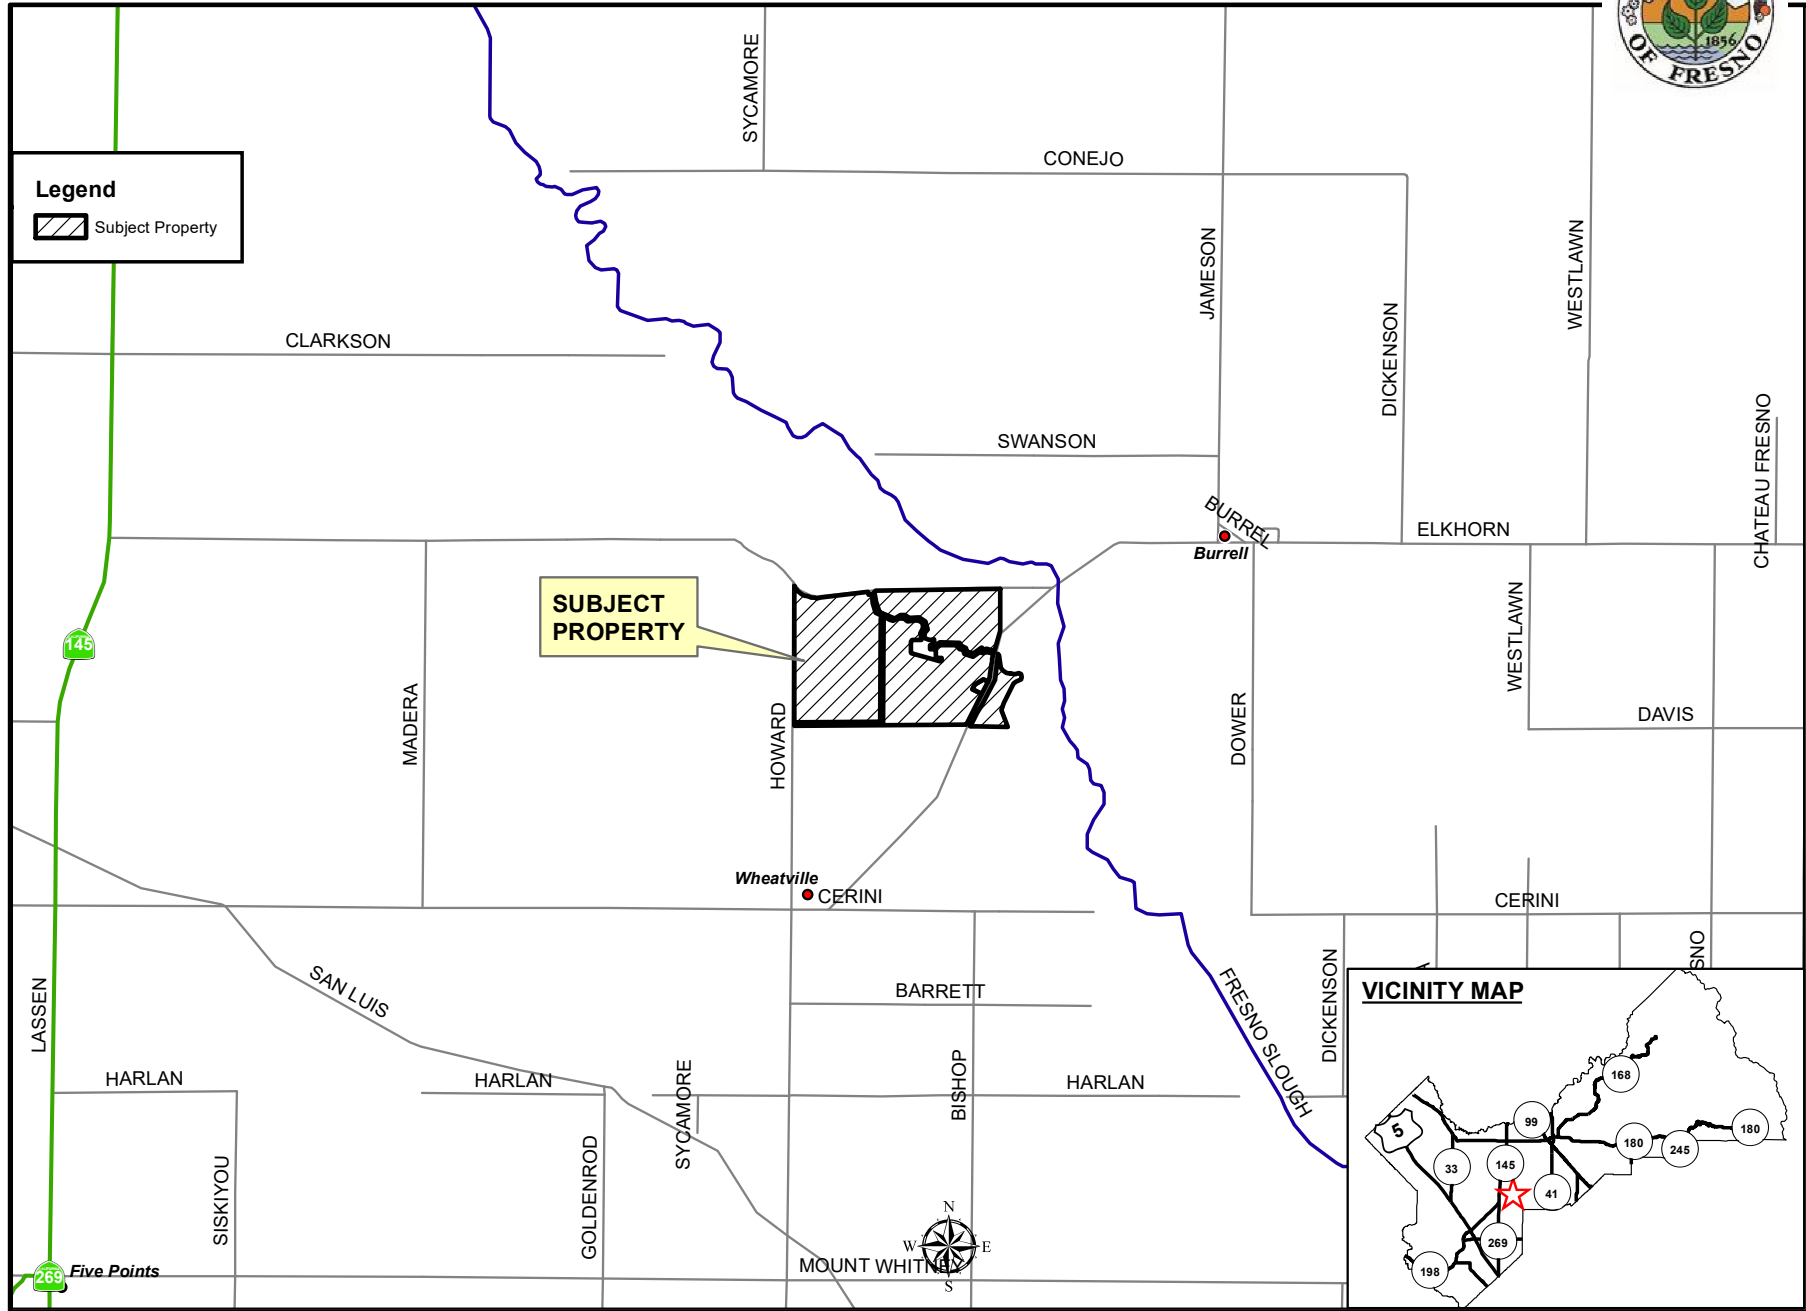 1856
OF FRESNO
SYCAMORE
CONEJO
Legend
Subject Property
JAMESON
WESTLAWN
DICKENSON
CLARKSON
CHATEAU FRESNO
SWANSON
BURREL
ELKHORN
Burrell
SUBJECT
PROPERTY
145
WESTLAWN
MADERA
HOWARD
DOWER
DAVIS
Wheatville
CERINI
CERINI
SNO
LASSEN
SAN LUIS
BARRETT
FRESNO SLOUGH
DICKENSON
A
VICINITY MAP
HARLAN
HARLAN
SYCAMORE
BISHOP
HARLAN
168
99
5
180
180
245
33
145
41
SISKIYOU
GOLDENROD
N
W E
S
269
198
MOUNT WHITNEY
269
Five Points